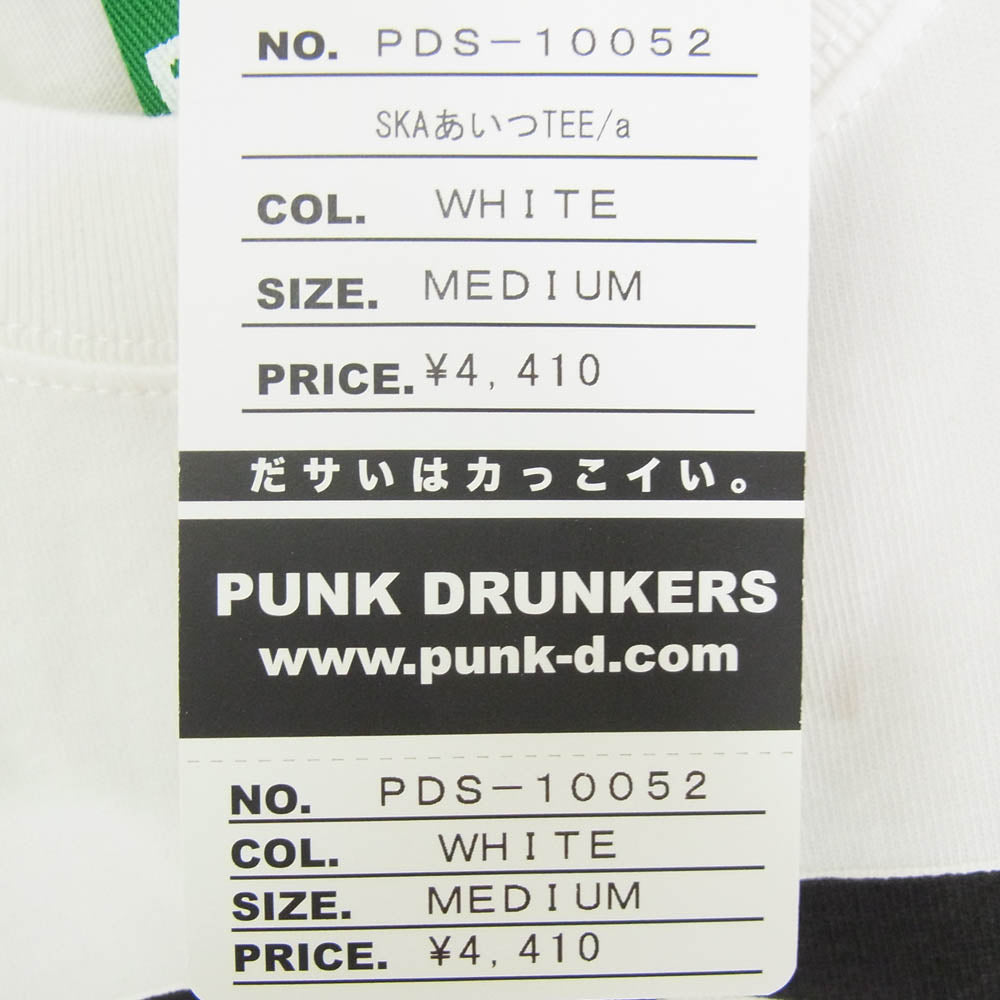 NO. PDS-10052
SKAあいつTEE/a
COL. WHITE
SIZE. MEDIUM
PRICE. ¥4,410
だサいはカっこイい。
PUNK DRUNKERS
www.punk-d.com
NO. PDS-10052
COL. WHITE
SIZE. MEDIUM
PRICE. ¥4,410